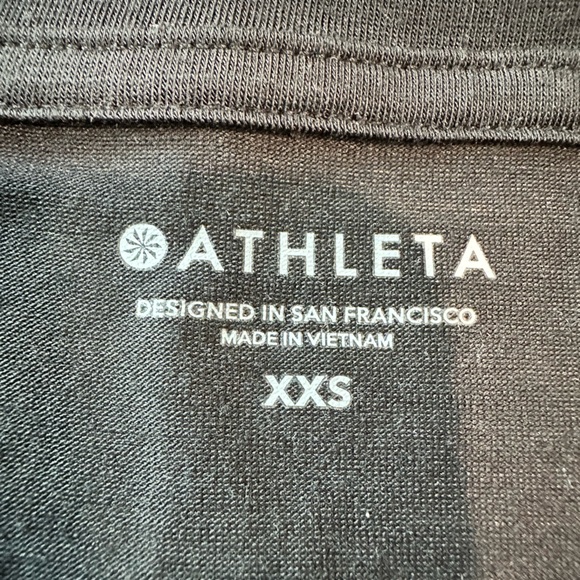 ATHLETA
DESIGNED IN SAN FRANCISCO
MADE IN VIETNAM
XXS